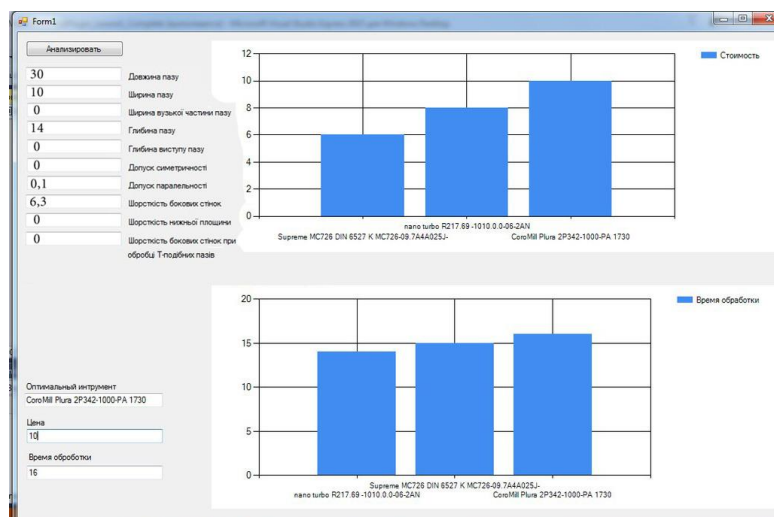 Form1
Анализировать
30 Довжина пазу
10 Ширина пазу
0 Ширина вузької частини пазу
14 Глибина пазу
0 Глибина виступу пазу
0 Допуск симетричності
0,1 Допуск паралельності
6,3 Шорсткість бокових стінок
0 Шорсткість нижньої площини
0 Шорсткість бокових стінок при
обробці Т-подібних пазів
12
10
8
6
4
2
0
Стоимость
nano turbo R217.69 -1010.0.0-06-2AN
Supreme MC726 DIN 6527 K MC726-09.7A4A025J- CoroMill Plura 2P342-1000-PA 1730
20
15
10
5
0
Время обработки
Supreme MC726 DIN 6527 K MC726-09.7A4A025J-
nano turbo R217.69 -1010.0.0-06-2AN CoroMill Plura 2P342-1000-PA 1730
Оптимальный интрумент
CoroMill Plura 2P342-1000-PA 1730
Цена
10
Время оброботки
16